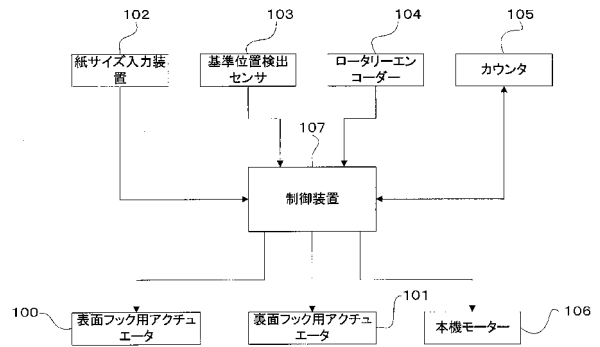 102
103
104
105
紙サイズ入力装
置
基準位置検出
センサ
ロータリーエン
コーダー
カウンタ
107
制御装置
100
表面フック用アクチュ
エータ
裏面フック用アクチュ
エータ
101
本機モーター
106